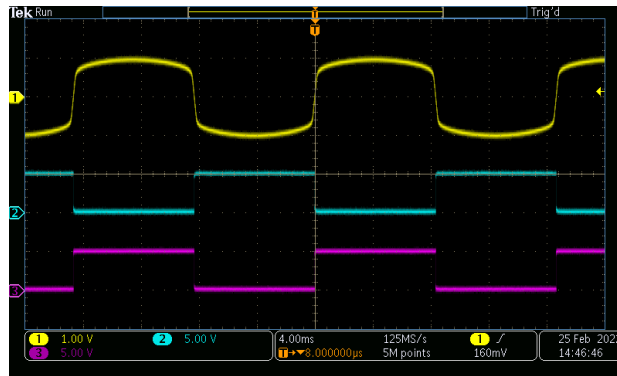 Tek Run Trig'd
T
T
1
2
3
1 1.00 V 2 5.00 V 4.00ms 125MS/s 1 160mV 25 Feb 202
3 5.00 V T→▼8.000000µs 5M points 14:46:46